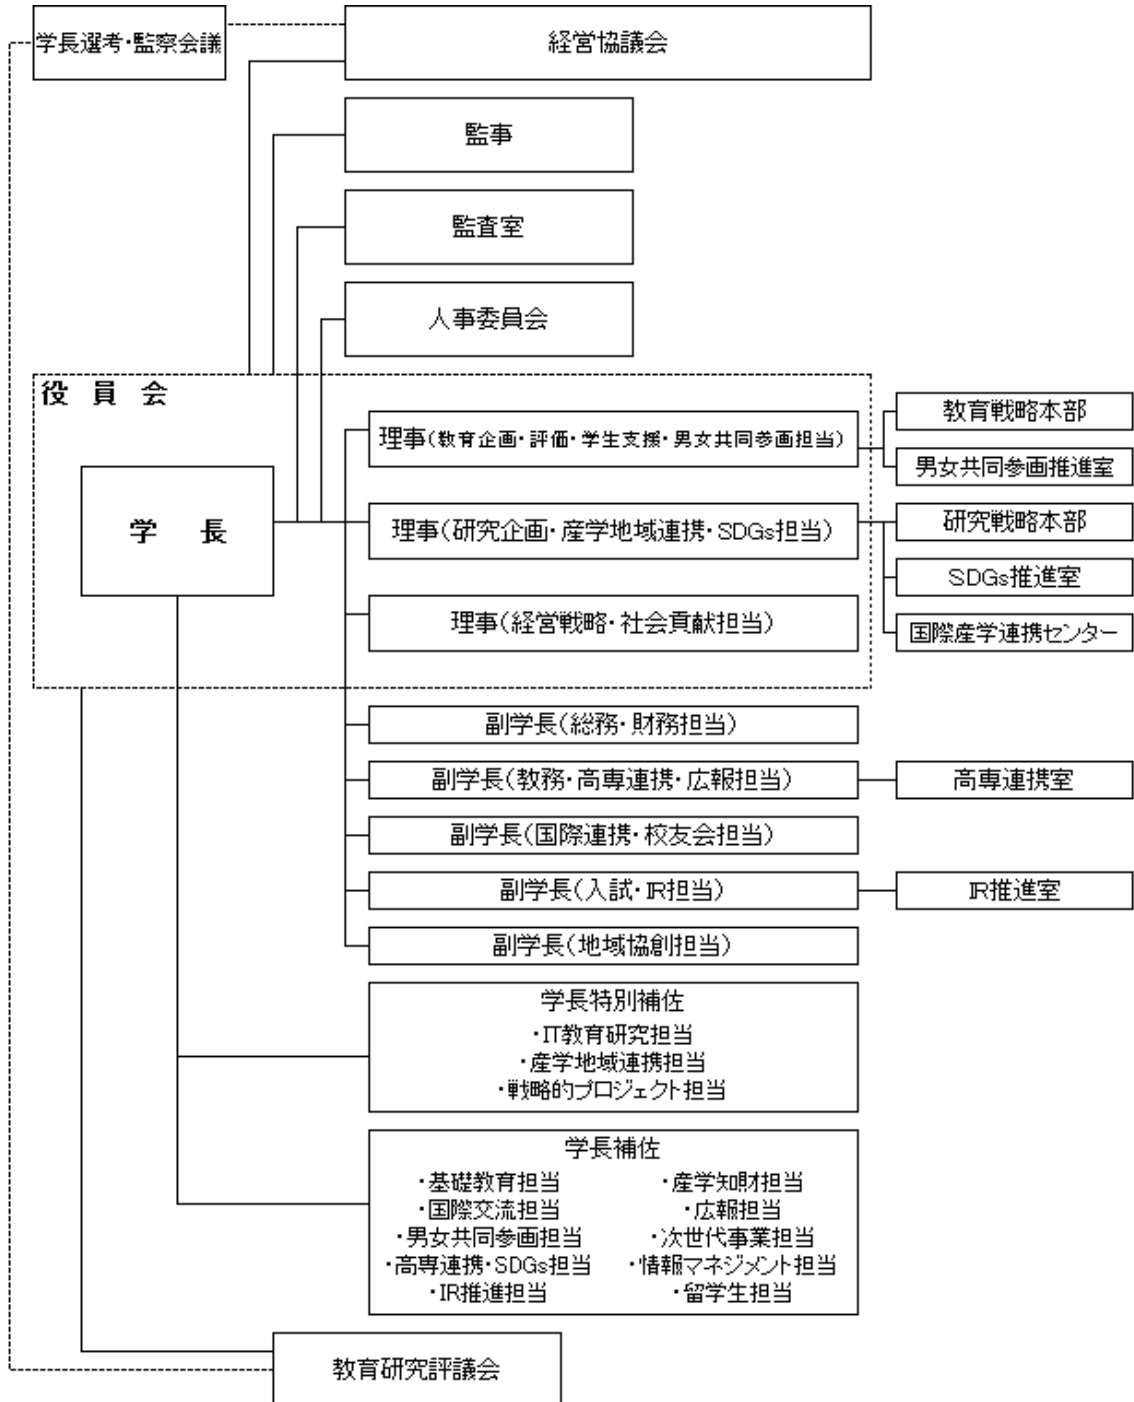 学長選考・監察会議
経営協議会
監事
監査室
人事委員会
役員会
学長
理事(教育企画・評価・学生支援・男女共同参画担当)
教育戦略本部
男女共同参画推進室
理事(研究企画・産学地域連携・SDGs担当)
研究戦略本部
SDGs推進室
国際産学連携センター
理事(経営戦略・社会貢献担当)
副学長(総務・財務担当)
副学長(教務・高専連携・広報担当)
高専連携室
副学長(国際連携・校友会担当)
副学長(入試・IR担当)
IR推進室
副学長(地域協創担当)
学長特別補佐
・IT教育研究担当
・産学地域連携担当
・戦略的プロジェクト担当
学長補佐
・基礎教育担当
・国際交流担当
・男女共同参画担当
・高専連携・SDGs担当
・IR推進担当
・産学知財担当
・広報担当
・次世代事業担当
・情報マネジメント担当
・留学生担当
教育研究評議会